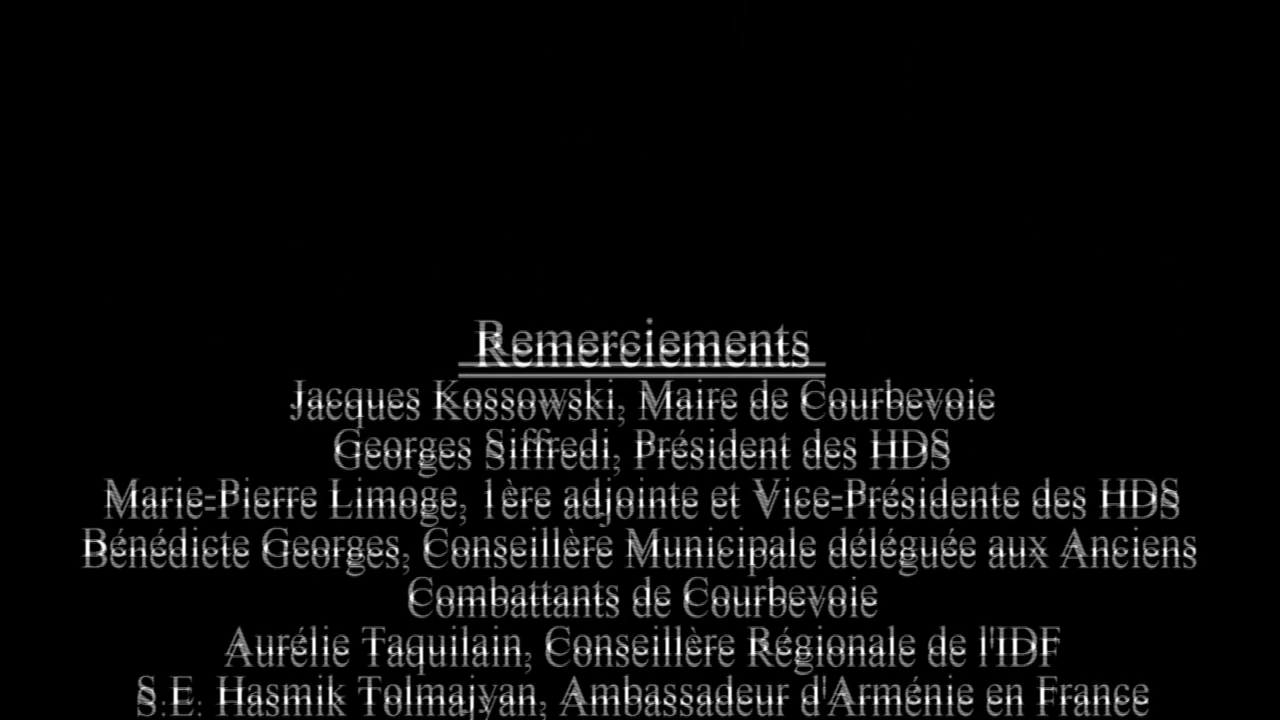 Remerciements
Jacques Kossowski, Maire de Courbevoie
Georges Siffredi, Président des HDS
Marie-Pierre Limoge, 1ère adjointe et Vice-Présidente des HDS
Bénédicte Georges, Conseillère Municipale déléguée aux Anciens
Combattants de Courbevoie
Aurélie Taquilain, Conseillère Régionale de l'IDF
S.E. Hasmik Tolmajyan, Ambassadeur d'Arménie en France